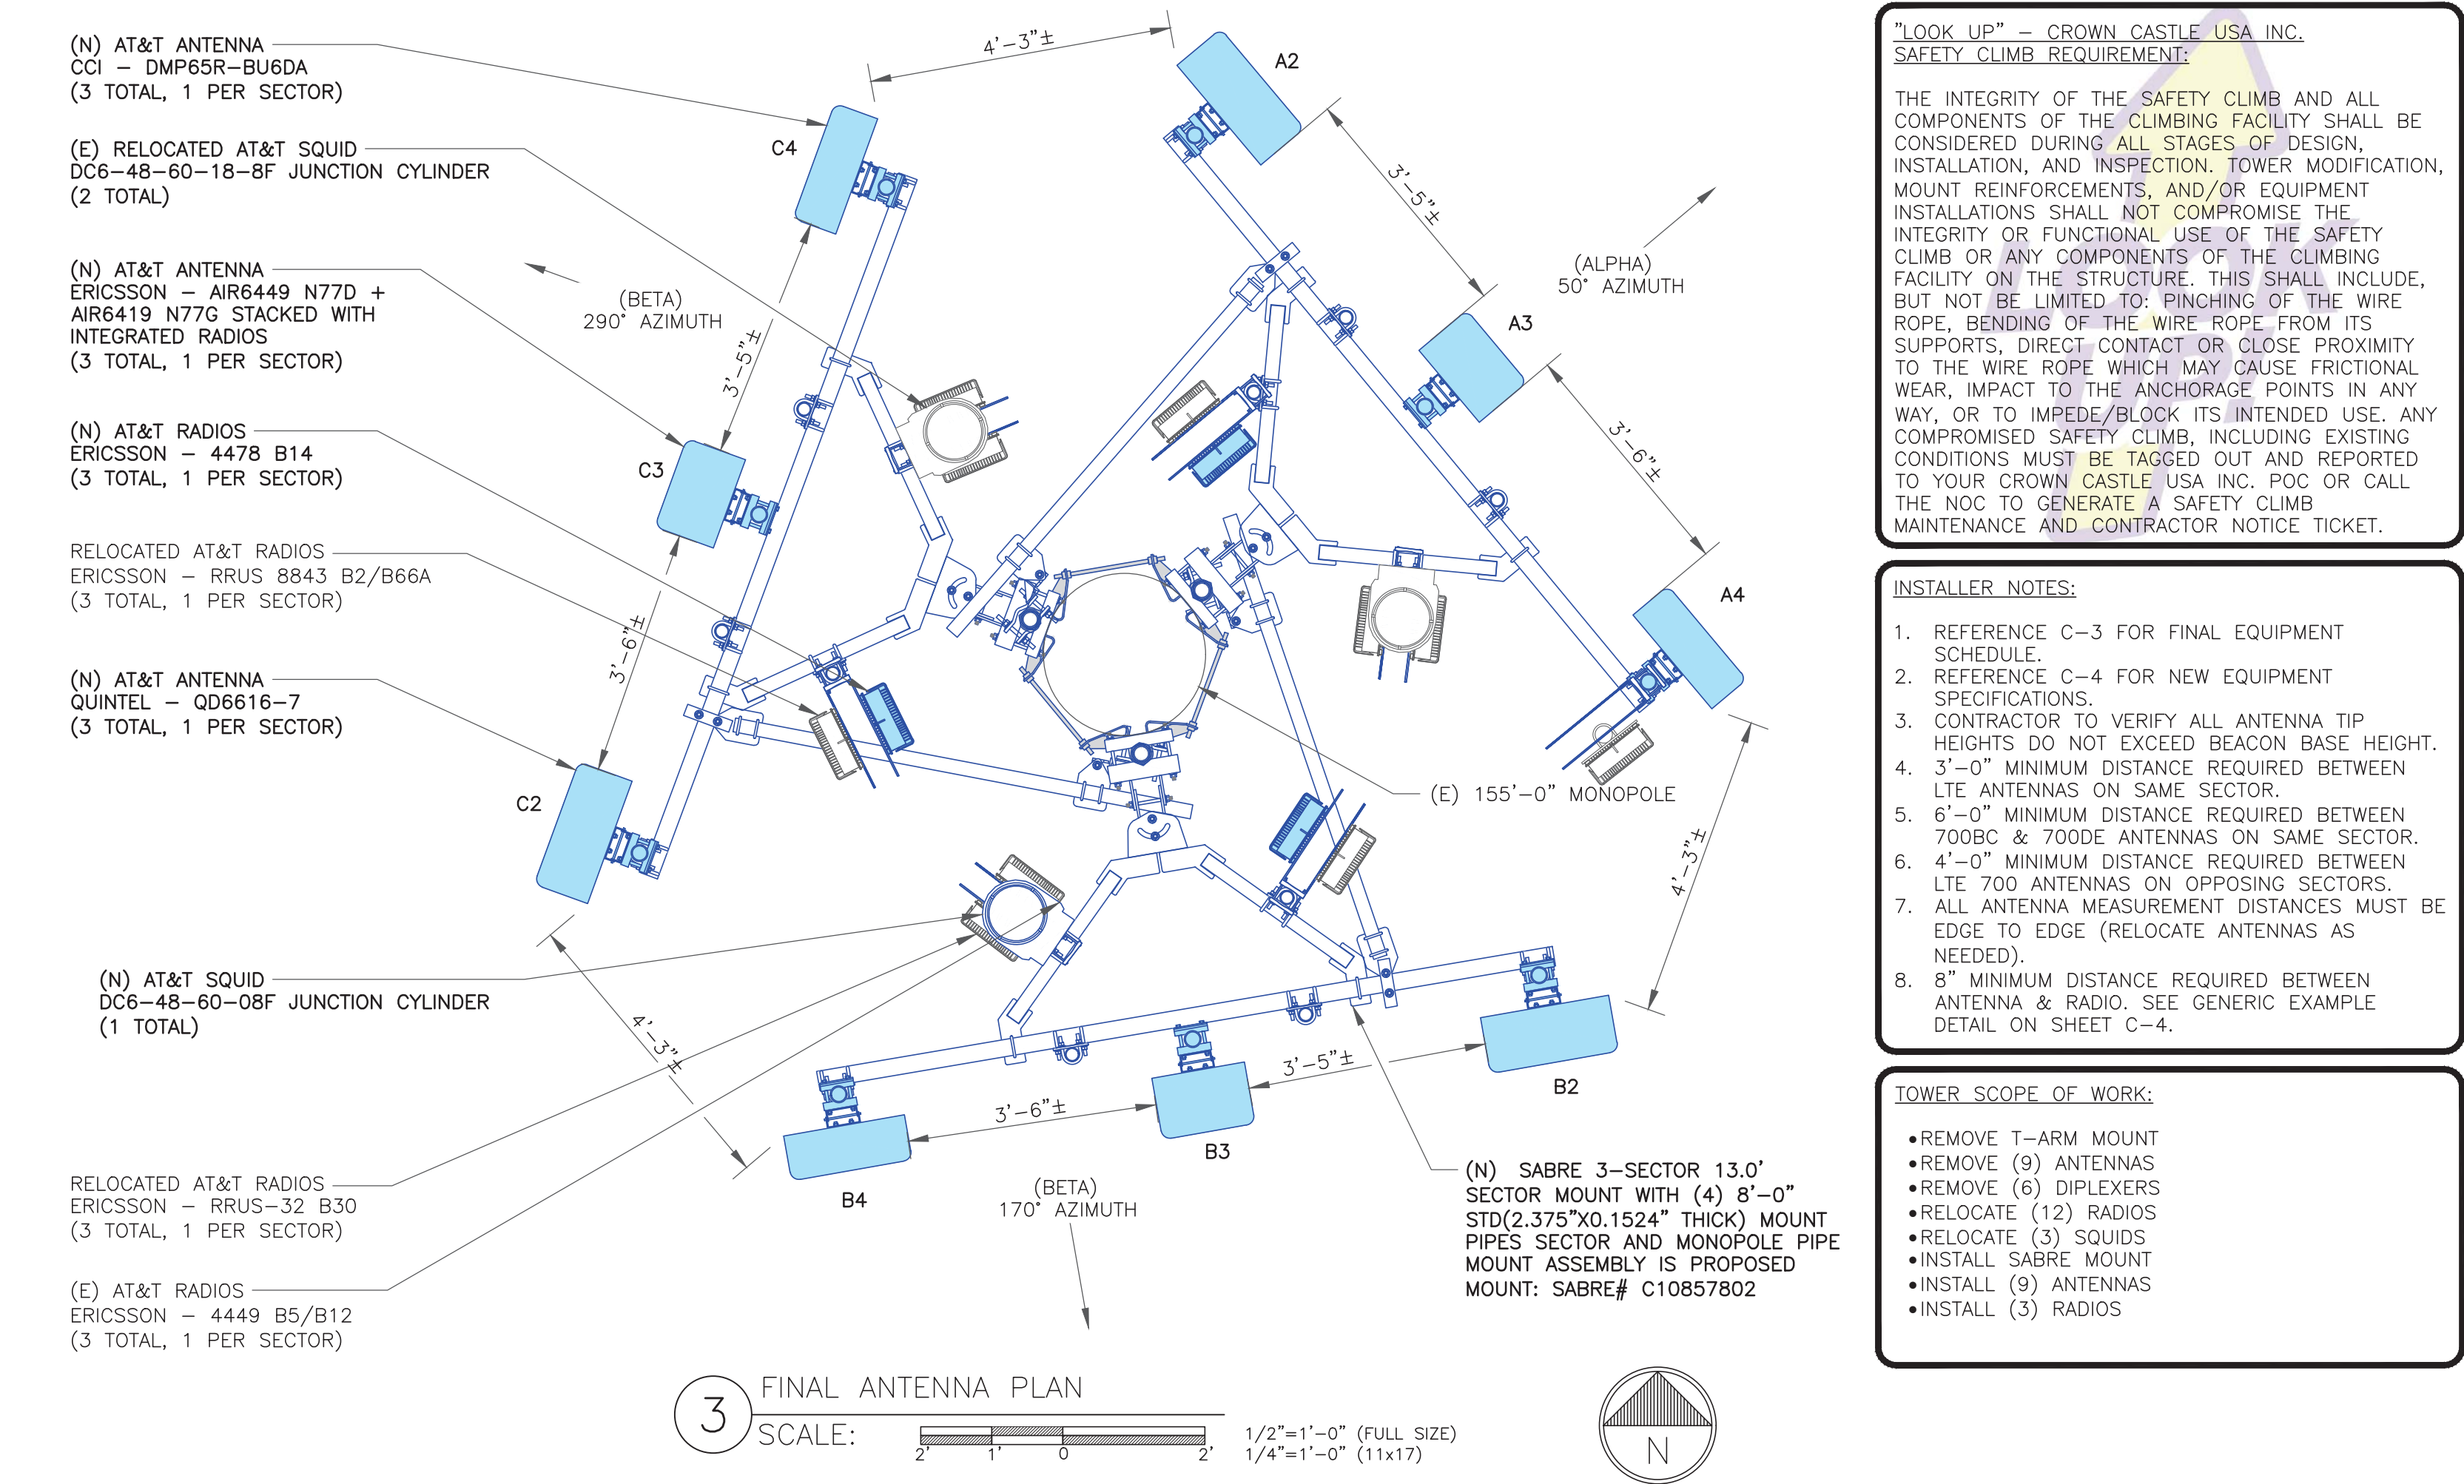 (N) AT&T ANTENNA
CCI – DMP65R–BU6DA
(3 TOTAL, 1 PER SECTOR)
(E) RELOCATED AT&T SQUID
DC6–48–60–18–8F JUNCTION CYLINDER
(2 TOTAL)
(N) AT&T ANTENNA
ERICSSON – AIR6449 N77D +
AIR6419 N77G STACKED WITH
INTEGRATED RADIOS
(3 TOTAL, 1 PER SECTOR)
(N) AT&T RADIOS
ERICSSON – 4478 B14
(3 TOTAL, 1 PER SECTOR)
RELOCATED AT&T RADIOS
ERICSSON – RRUS 8843 B2/B66A
(3 TOTAL, 1 PER SECTOR)
(N) AT&T ANTENNA
QUINTEL – QD6616–7
(3 TOTAL, 1 PER SECTOR)
(N) AT&T SQUID
DC6–48–60–08F JUNCTION CYLINDER
(1 TOTAL)
RELOCATED AT&T RADIOS
ERICSSON – RRUS–32 B30
(3 TOTAL, 1 PER SECTOR)
(E) AT&T RADIOS
ERICSSON – 4449 B5/B12
(3 TOTAL, 1 PER SECTOR)
4'–3"±
A2
C4
3'–5"±
(ALPHA)
50° AZIMUTH
(BETA)
290° AZIMUTH
3'–5"±
A3
3'–6"±
C3
A4
3'–6"±
C2
(E) 155'–0" MONOPOLE
4'–3"±
4'–3"±
3'–5"±
B2
3'–6"±
B3
B4
(BETA)
170° AZIMUTH
(N) SABRE 3–SECTOR 13.0'
SECTOR MOUNT WITH (4) 8'–0"
STD(2.375"X0.1524" THICK) MOUNT
PIPES SECTOR AND MONOPOLE PIPE
MOUNT ASSEMBLY IS PROPOSED
MOUNT: SABRE# C10857802
3
FINAL ANTENNA PLAN
SCALE:
2' 1' 0 2'
1/2"=1'–0" (FULL SIZE)
1/4"=1'–0" (11x17)
N
"LOOK UP" – CROWN CASTLE USA INC.
SAFETY CLIMB REQUIREMENT:
THE INTEGRITY OF THE SAFETY CLIMB AND ALL
COMPONENTS OF THE CLIMBING FACILITY SHALL BE
CONSIDERED DURING ALL STAGES OF DESIGN,
INSTALLATION, AND INSPECTION. TOWER MODIFICATION,
MOUNT REINFORCEMENTS, AND/OR EQUIPMENT
INSTALLATIONS SHALL NOT COMPROMISE THE
INTEGRITY OR FUNCTIONAL USE OF THE SAFETY
CLIMB OR ANY COMPONENTS OF THE CLIMBING
FACILITY ON THE STRUCTURE. THIS SHALL INCLUDE,
BUT NOT BE LIMITED TO: PINCHING OF THE WIRE
ROPE, BENDING OF THE WIRE ROPE FROM ITS
SUPPORTS, DIRECT CONTACT OR CLOSE PROXIMITY
TO THE WIRE ROPE WHICH MAY CAUSE FRICTIONAL
WEAR, IMPACT TO THE ANCHORAGE POINTS IN ANY
WAY, OR TO IMPEDE/BLOCK ITS INTENDED USE. ANY
COMPROMISED SAFETY CLIMB, INCLUDING EXISTING
CONDITIONS MUST BE TAGGED OUT AND REPORTED
TO YOUR CROWN CASTLE USA INC. POC OR CALL
THE NOC TO GENERATE A SAFETY CLIMB
MAINTENANCE AND CONTRACTOR NOTICE TICKET.
LOOK
UP!
INSTALLER NOTES:
1. REFERENCE C–3 FOR FINAL EQUIPMENT
SCHEDULE.
2. REFERENCE C–4 FOR NEW EQUIPMENT
SPECIFICATIONS.
3. CONTRACTOR TO VERIFY ALL ANTENNA TIP
HEIGHTS DO NOT EXCEED BEACON BASE HEIGHT.
4. 3'–0" MINIMUM DISTANCE REQUIRED BETWEEN
LTE ANTENNAS ON SAME SECTOR.
5. 6'–0" MINIMUM DISTANCE REQUIRED BETWEEN
700BC & 700DE ANTENNAS ON SAME SECTOR.
6. 4'–0" MINIMUM DISTANCE REQUIRED BETWEEN
LTE 700 ANTENNAS ON OPPOSING SECTORS.
7. ALL ANTENNA MEASUREMENT DISTANCES MUST BE
EDGE TO EDGE (RELOCATE ANTENNAS AS
NEEDED).
8. 8" MINIMUM DISTANCE REQUIRED BETWEEN
ANTENNA & RADIO. SEE GENERIC EXAMPLE
DETAIL ON SHEET C–4.
TOWER SCOPE OF WORK:
•REMOVE T–ARM MOUNT
•REMOVE (9) ANTENNAS
•REMOVE (6) DIPLEXERS
•RELOCATE (12) RADIOS
•RELOCATE (3) SQUIDS
•INSTALL SABRE MOUNT
•INSTALL (9) ANTENNAS
•INSTALL (3) RADIOS